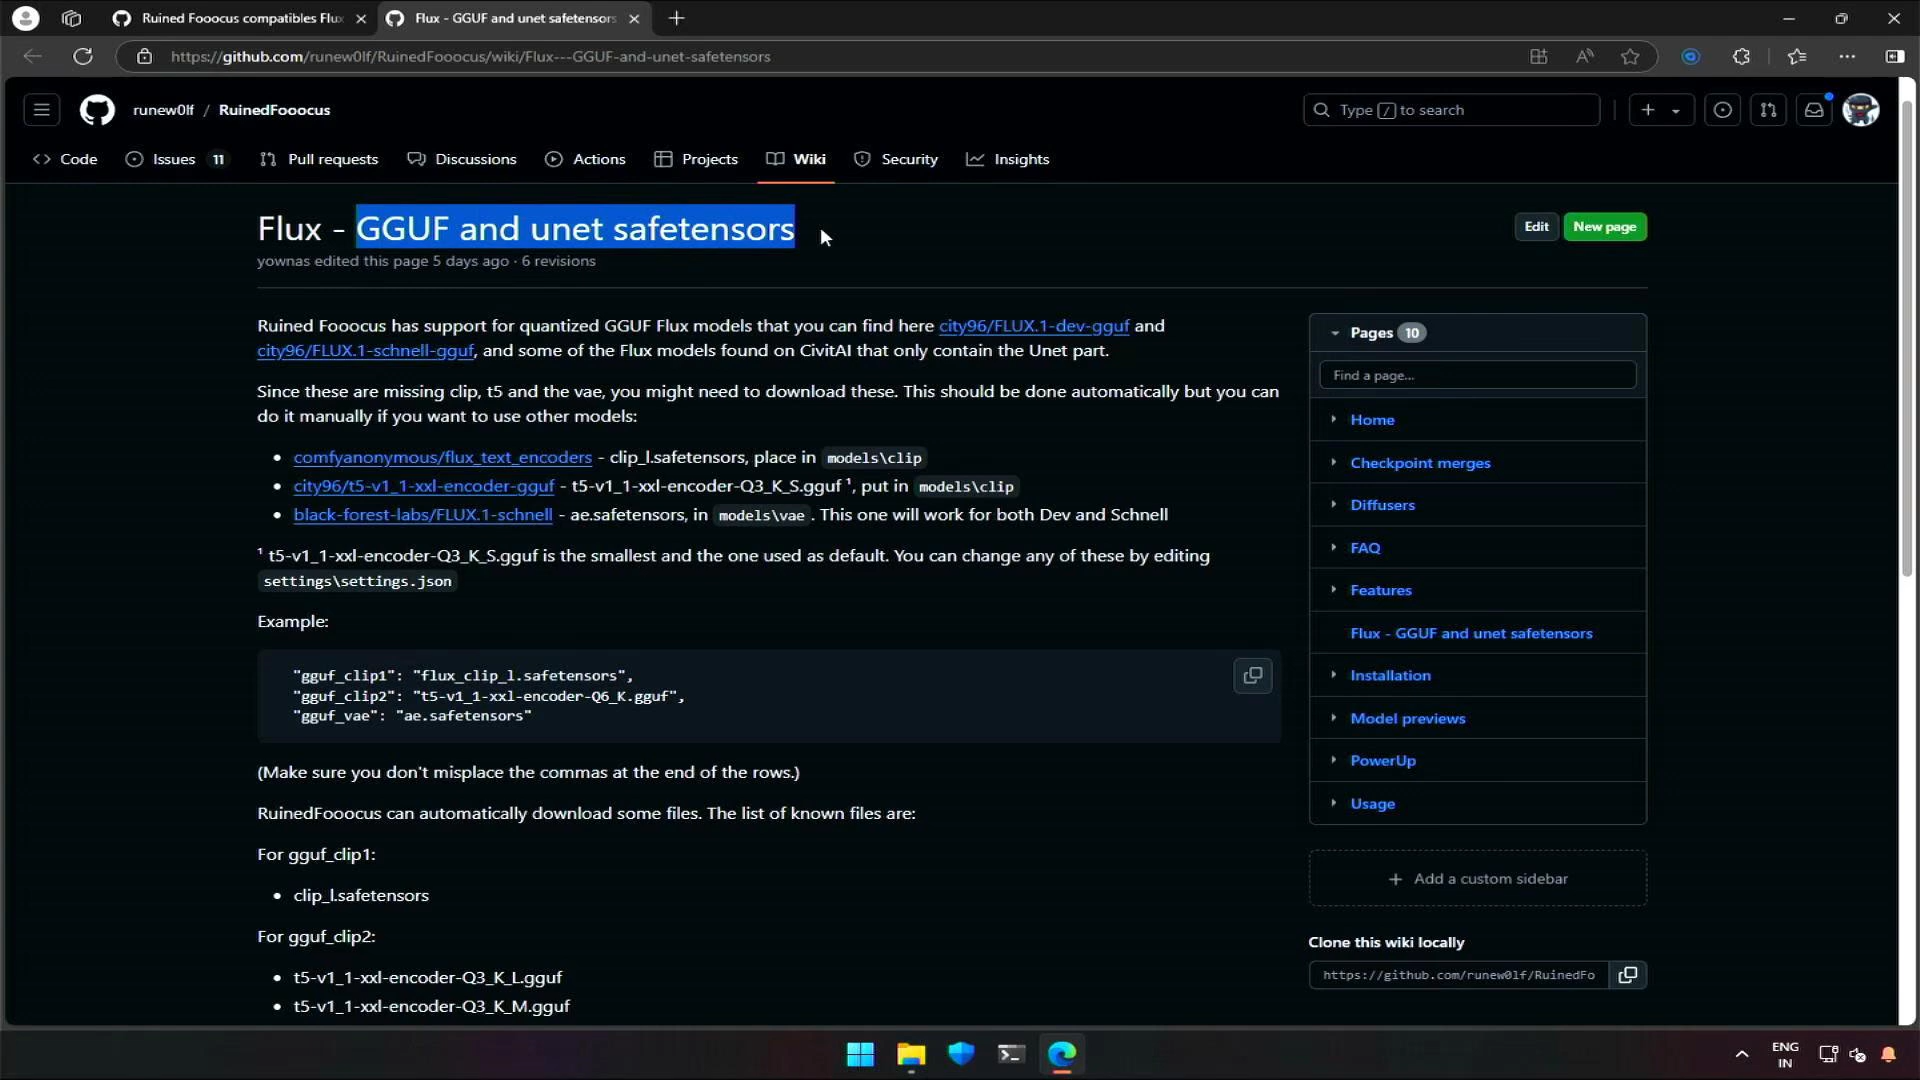 Ruined Fooocus compatibles Flux
Flux - GGUF and unet safetensors
https://github.com/runew0lf/RuinedFooocus/wiki/Flux---GGUF-and-unet-safetensors
runew0lf / RuinedFooocus
Type / to search
Code
Issues 11
Pull requests
Discussions
Actions
Projects
Wiki
Security
Insights
Flux - GGUF and unet safetensors
Edit
New page
yownas edited this page 5 days ago · 6 revisions
Ruined Fooocus has support for quantized GGUF Flux models that you can find here city96/FLUX.1-dev-gguf and
city96/FLUX.1-schnell-gguf, and some of the Flux models found on CivitAI that only contain the Unet part.
Since these are missing clip, t5 and the vae, you might need to download these. This should be done automatically but you can
do it manually if you want to use other models:
• comfyanonymous/flux_text_encoders - clip_l.safetensors, place in models\clip
• city96/t5-v1_1-xxl-encoder-gguf - t5-v1_1-xxl-encoder-Q3_K_S.gguf ¹, put in models\clip
• black-forest-labs/FLUX.1-schnell - ae.safetensors, in models\vae. This one will work for both Dev and Schnell
¹ t5-v1_1-xxl-encoder-Q3_K_S.gguf is the smallest and the one used as default. You can change any of these by editing
settings\settings.json
Example:
"gguf_clip1": "flux_clip_l.safetensors",
"gguf_clip2": "t5-v1_1-xxl-encoder-Q6_K.gguf",
"gguf_vae": "ae.safetensors"
(Make sure you don't misplace the commas at the end of the rows.)
RuinedFooocus can automatically download some files. The list of known files are:
For gguf_clip1:
• clip_l.safetensors
For gguf_clip2:
• t5-v1_1-xxl-encoder-Q3_K_L.gguf
• t5-v1_1-xxl-encoder-Q3_K_M.gguf
Pages 10
Find a page...
Home
Checkpoint merges
Diffusers
FAQ
Features
Flux - GGUF and unet safetensors
Installation
Model previews
PowerUp
Usage
+ Add a custom sidebar
Clone this wiki locally
https://github.com/runew0lf/RuinedFo
ENG
IN